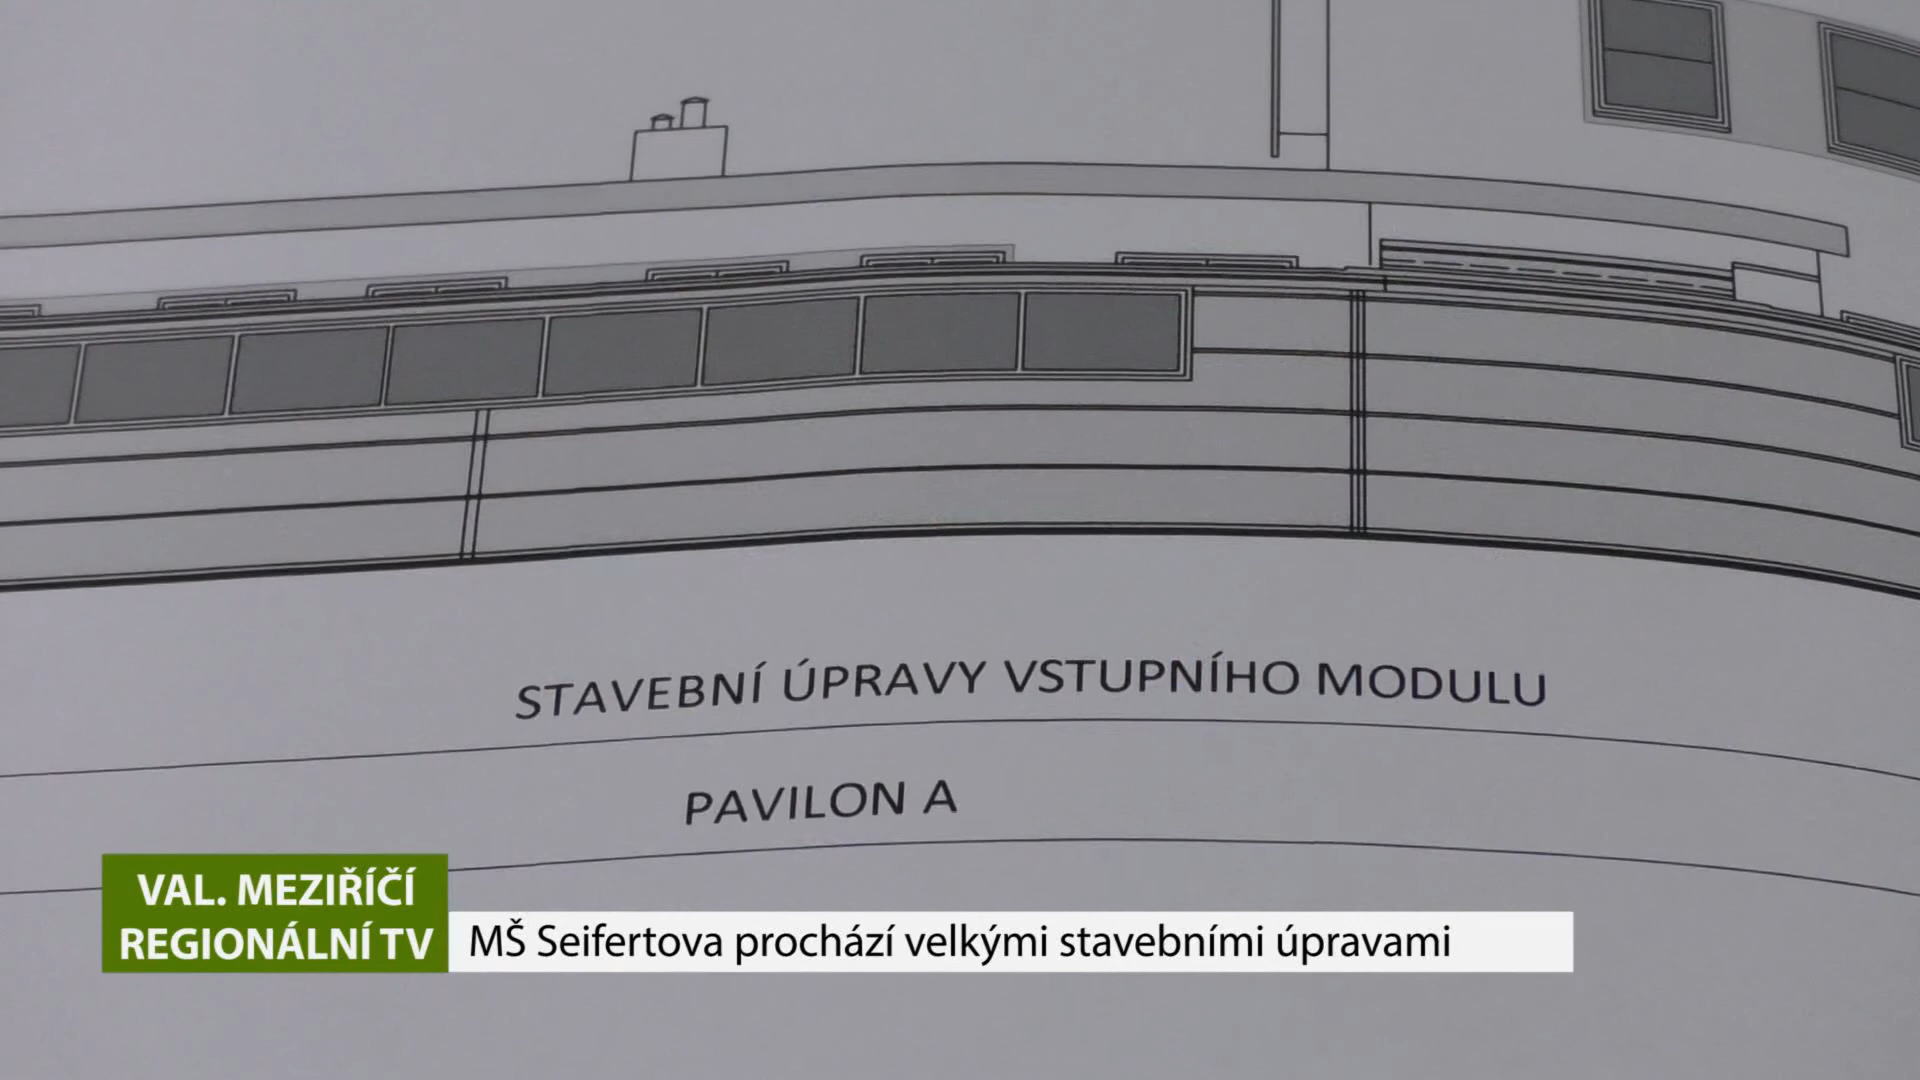 STAVEBNÍ ÚPRAVY VSTUPNÍHO MODULU
PAVILON A
VAL. MEZIŘÍČÍ
REGIONÁLNÍ TV
MŠ Seifertova prochází velkými stavebními úpravami